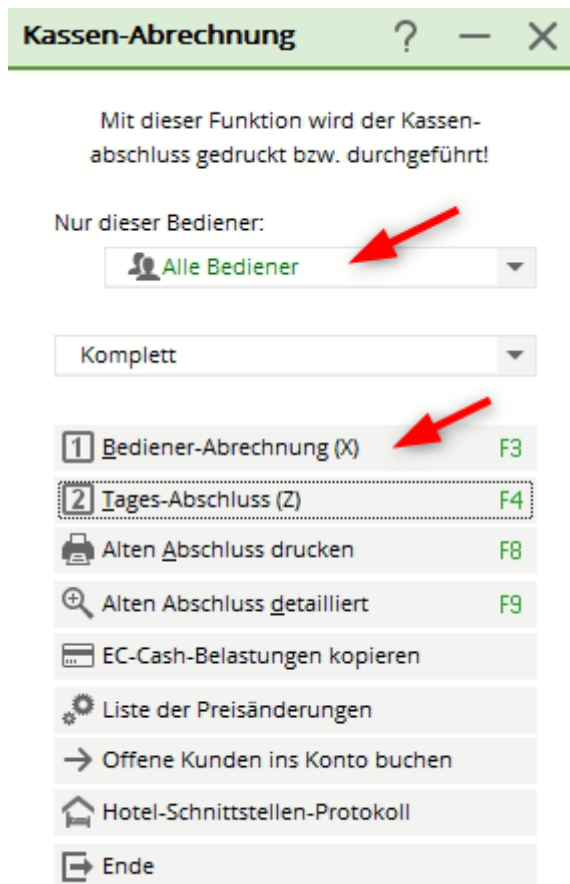 Kassen-Abrechnung ?
Mit dieser Funktion wird der Kassen-
abschluss gedruckt bzw. durchgeführt!
Nur dieser Bediener:
Alle Bediener
Komplett
1 Bediener-Abrechnung (X) F3
2 Tages-Abschluss (Z) F4
Alten Abschluss drucken F8
Alten Abschluss detailliert F9
EC-Cash-Belastungen kopieren
Liste der Preisänderungen
Offene Kunden ins Konto buchen
Hotel-Schnittstellen-Protokoll
Ende